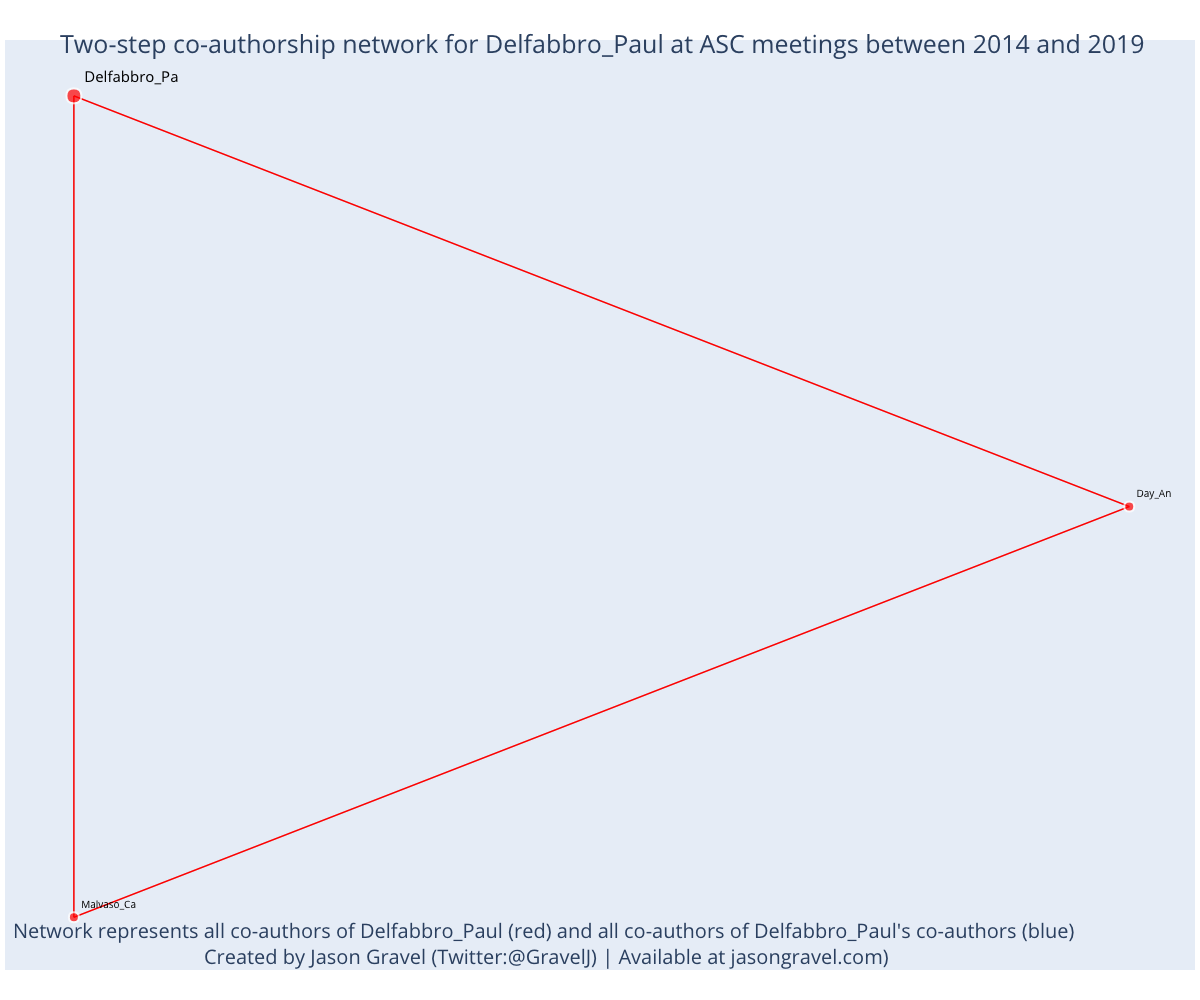 Two-step co-authorship network for Delfabbro_Paul at ASC meetings between 2014 and 2019
Delfabbro_Pa
Day_An
Malvaso_Ca
Network represents all co-authors of Delfabbro_Paul (red) and all co-authors of Delfabbro_Paul's co-authors (blue)
Created by Jason Gravel (Twitter:@GravelJ) | Available at jasongravel.com)